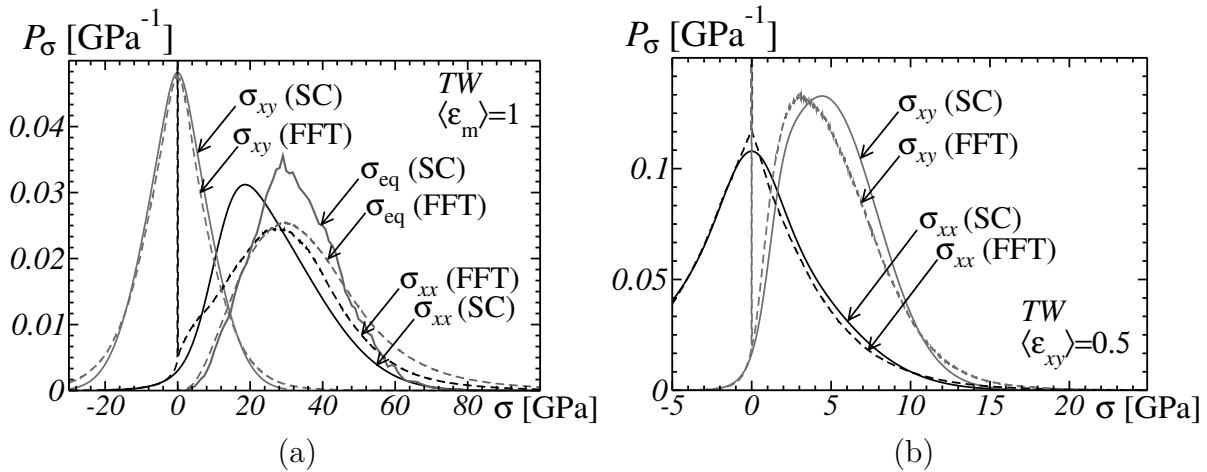 P_σ [GPa⁻¹]
0.04
0.03
0.02
0.01
0
-20
0
20
40
60
80
σ [GPa]
TW
⟨ε_m⟩=1
σ_xy (SC)
σ_xy (FFT)
σ_eq (SC)
σ_eq (FFT)
σ_xx (FFT)
σ_xx (SC)
(a)
P_σ [GPa⁻¹]
0.1
0.05
0
-5
0
5
10
15
20
σ [GPa]
σ_xy (SC)
σ_xy (FFT)
σ_xx (SC)
σ_xx (FFT)
TW
⟨ε_xy⟩=0.5
(b)